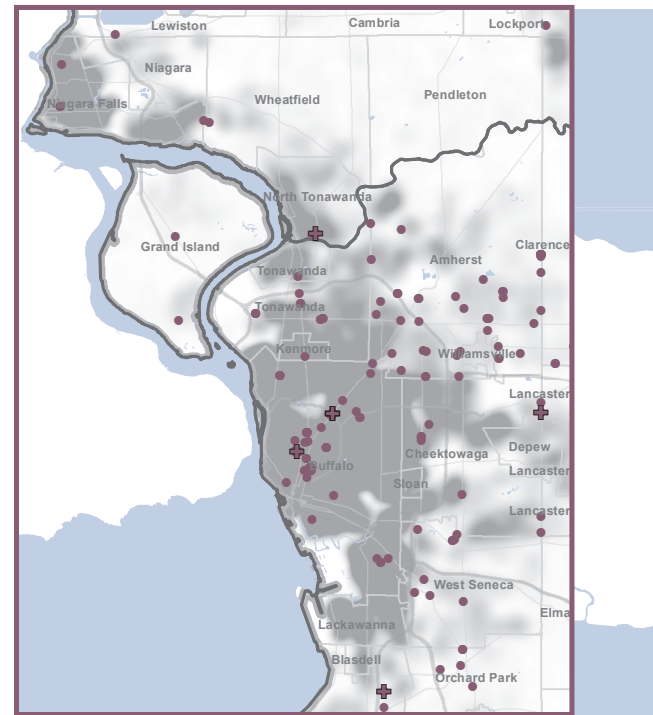 Lewiston
Cambria
Lockport
Niagara
Niagara Falls
Wheatfield
Pendleton
North Tonawanda
Grand Island
Clarence
Amherst
Tonawanda
Tonawanda
Kenmore
Williamsville
Lancaster
Depew
Cheektowaga
Buffalo
Lancaster
Sloan
Lancaster
West Seneca
Elma
Lackawanna
Blasdell
Orchard Park